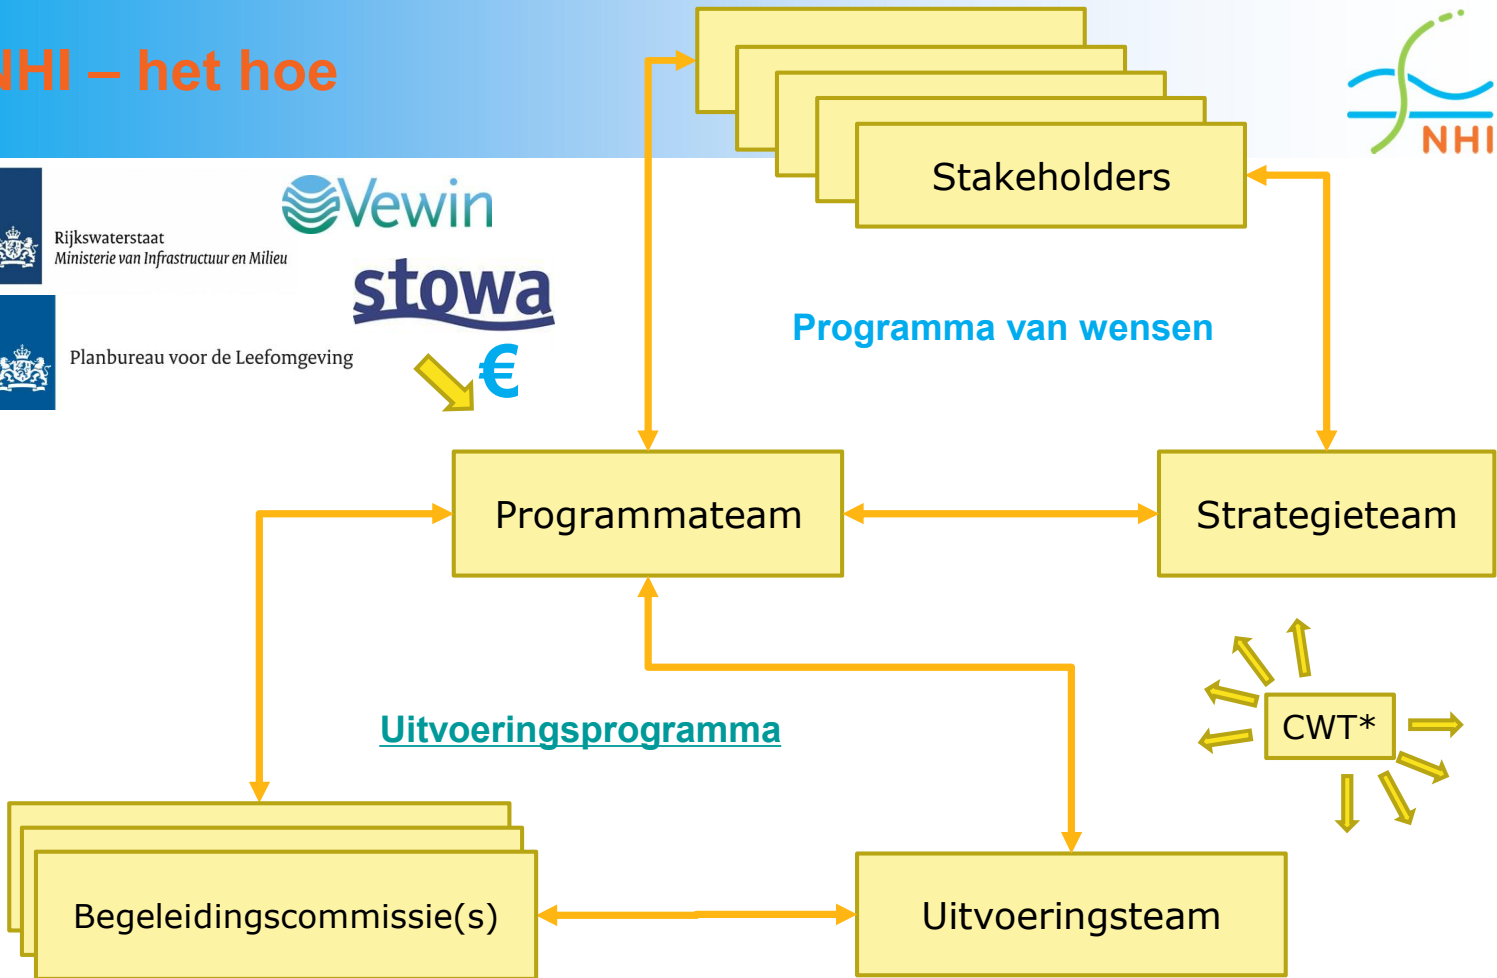 NHI – het hoe
NHI
Stakeholders
Vewin
Rijkswaterstaat
Ministerie van Infrastructuur en Milieu
stowa
Programma van wensen
Planbureau voor de Leefomgeving
€
Programmateam
Strategieteam
CWT*
Uitvoeringsprogramma
Begeleidingscommissie(s)
Uitvoeringsteam